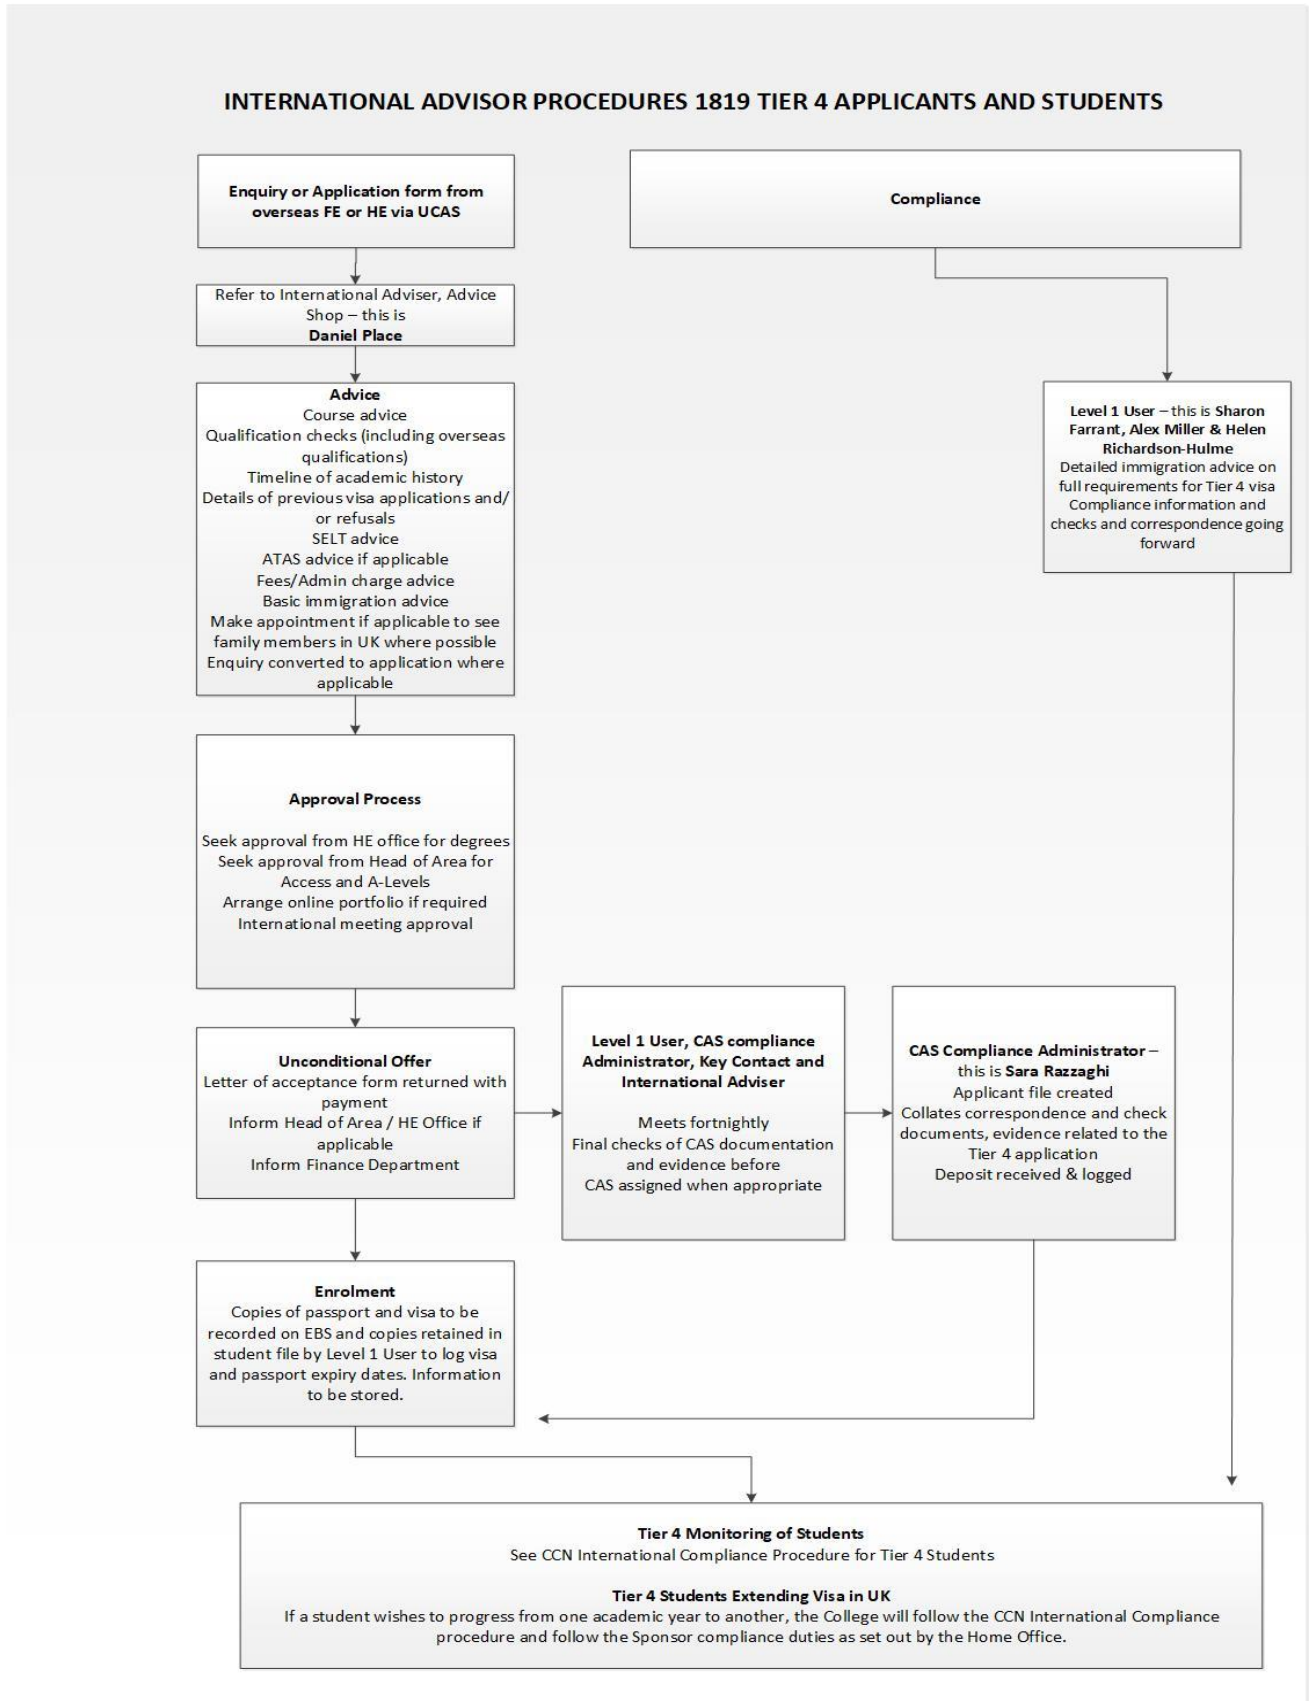 INTERNATIONAL ADVISOR PROCEDURES 1819 TIER 4 APPLICANTS AND STUDENTS
Enquiry or Application form from
overseas FE or HE via UCAS
Compliance
Refer to International Adviser, Advice
Shop – this is
Daniel Place
Advice
Course advice
Qualification checks (including overseas
qualifications)
Timeline of academic history
Details of previous visa applications and/
or refusals
SELT advice
ATAS advice if applicable
Fees/Admin charge advice
Basic immigration advice
Make appointment if applicable to see
family members in UK where possible
Enquiry converted to application where
applicable
Level 1 User – this is Sharon
Farrant, Alex Miller & Helen
Richardson-Hulme
Detailed immigration advice on
full requirements for Tier 4 visa
Compliance information and
checks and correspondence going
forward
Approval Process
Seek approval from HE office for degrees
Seek approval from Head of Area for
Access and A-Levels
Arrange online portfolio if required
International meeting approval
Unconditional Offer
Letter of acceptance form returned with
payment
Inform Head of Area / HE Office if
applicable
Inform Finance Department
Level 1 User, CAS compliance
Administrator, Key Contact and
International Adviser
Meets fortnightly
Final checks of CAS documentation
and evidence before
CAS assigned when appropriate
CAS Compliance Administrator –
this is Sara Razzaghi
Applicant file created
Collates correspondence and check
documents, evidence related to the
Tier 4 application
Deposit received & logged
Enrolment
Copies of passport and visa to be
recorded on EBS and copies retained in
student file by Level 1 User to log visa
and passport expiry dates. Information
to be stored.
Tier 4 Monitoring of Students
See CCN International Compliance Procedure for Tier 4 Students
Tier 4 Students Extending Visa in UK
If a student wishes to progress from one academic year to another, the College will follow the CCN International Compliance
procedure and follow the Sponsor compliance duties as set out by the Home Office.